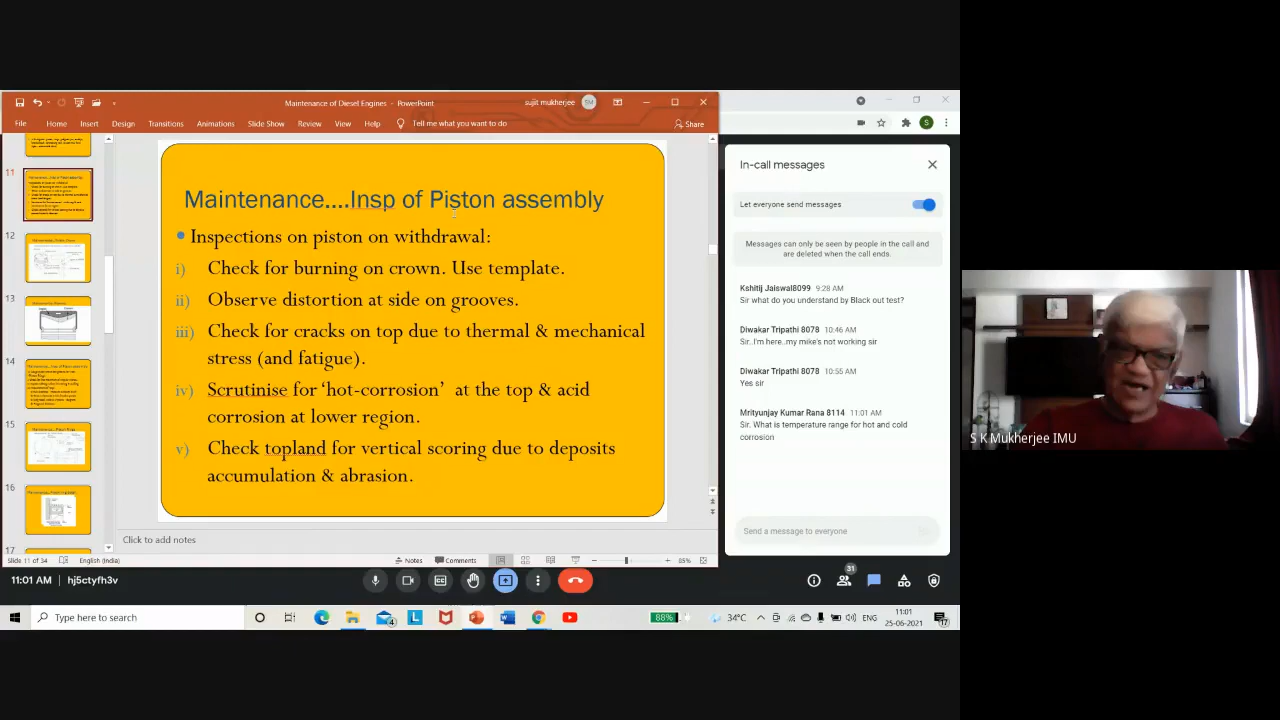 Maintenance of Diesel Engines - PowerPoint
sujit mukherjee
SM
File Home Insert Design Transitions Animations Slide Show Review View Help Tell me what you want to do Share
11
12
13
14
15
16
17
Maintenance....Insp of Piston assembly
Inspections on piston on withdrawal:
i) Check for burning on crown. Use template.
ii) Observe distortion at side on grooves.
iii) Check for cracks on top due to thermal & mechanical
stress (and fatigue).
iv) Scrutinise for ‘hot-corrosion’ at the top & acid
corrosion at lower region.
v) Check topland for vertical scoring due to deposits
accumulation & abrasion.
Click to add notes
Slide 11 of 34 English (India) Notes Comments 85%
S
In-call messages
Let everyone send messages
Messages can only be seen by people in the call and
are deleted when the call ends.
Kshitij Jaiswal8099 9:28 AM
Sir what do you understand by Black out test?
Diwakar Tripathi 8078 10:46 AM
Sir..I'm here..my mike's not working sir
Diwakar Tripathi 8078 10:55 AM
Yes sir
Mrityunjay Kumar Rana 8114 11:01 AM
Sir. What is temperature range for hot and cold
corrosion
Send a message to everyone
S K Mukherjee IMU
11:01 AM hj5ctyfh3v
31
Type here to search
88% 34°C ENG 11:01
25-06-2021